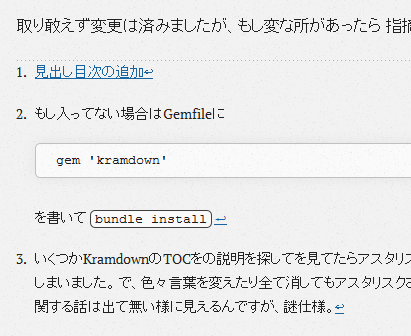 取り敢えず変更は済みましたが、もし変な所があったら 指摘
1. 見出し目次の追加↩
2. もし入ってない場合はGemfileに
gem 'kramdown'
を書いて bundle install ↩
3. いくつかKramdownのTOCをの説明を探してを見てたらアスタリス
しまいました。で、色々言葉を変えたり全て消してもアスタリスク
関する話は出て無い様に見えるんですが、謎仕様。↩